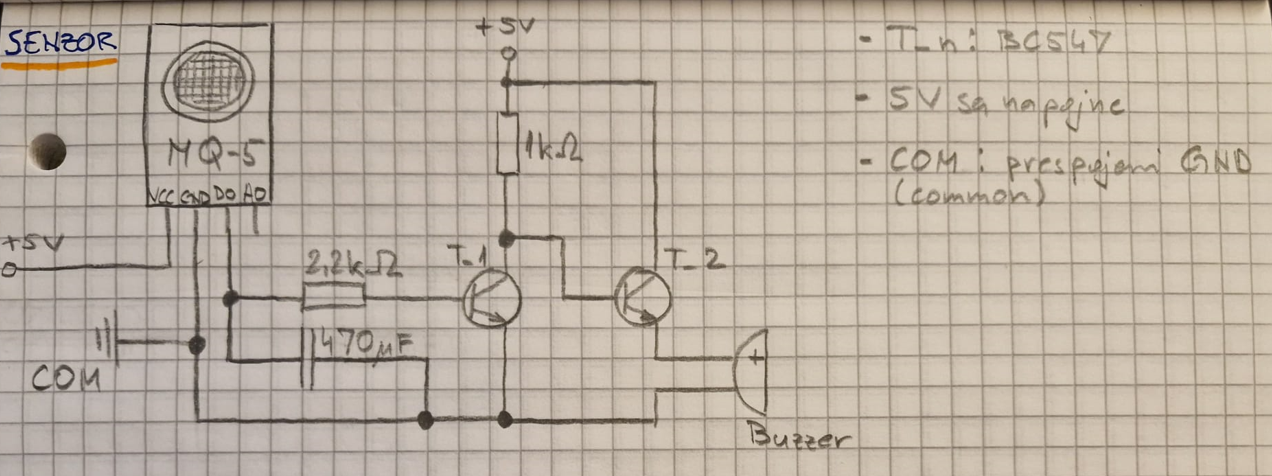 SENZOR
MQ-5
VCC GND DO AO
+5V
COM
2,2kΩ
470µF
+5V
1kΩ
T_1
T_2
+
Buzzer
- T_n: BC547
- 5V sa napojne
- COM: prespojeni GND
(common)